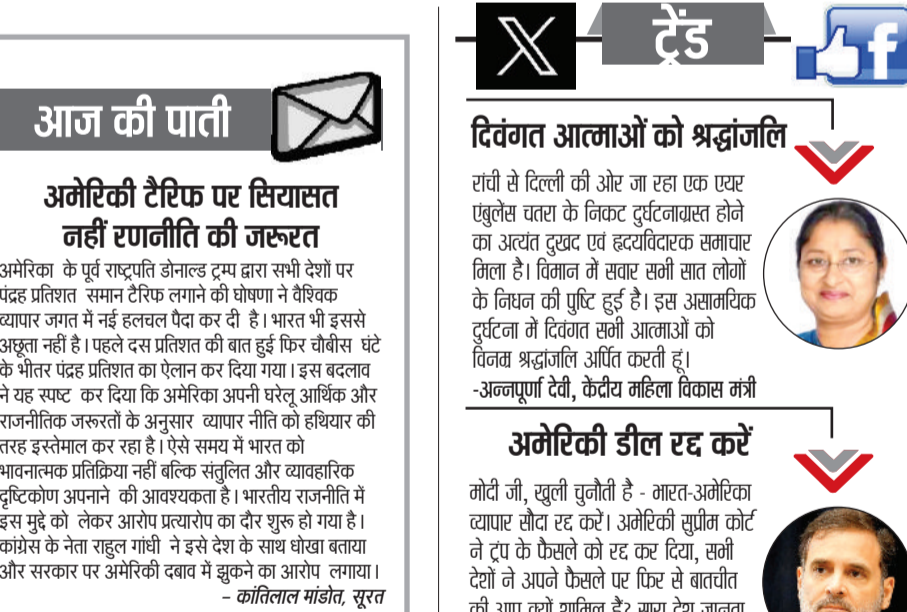 आज की पाती
अमेरिकी टैरिफ पर सियासत
नहीं रणनीति की जरूरत
अमेरिका के पूर्व राष्ट्रपति डोनाल्ड ट्रम्प द्वारा सभी देशों पर
पंद्रह प्रतिशत समान टैरिफ लगाने की घोषणा ने वैश्विक
व्यापार जगत में नई हलचल पैदा कर दी है। भारत भी इससे
अछूता नहीं है। पहले दस प्रतिशत की बात हुई फिर चौबीस घंटे
के भीतर पंद्रह प्रतिशत का ऐलान कर दिया गया। इस बदलाव
ने यह स्पष्ट कर दिया कि अमेरिका अपनी घरेलू आर्थिक और
राजनीतिक जरूरतों के अनुसार व्यापार नीति को हथियार की
तरह इस्तेमाल कर रहा है। ऐसे समय में भारत को
भावनात्मक प्रतिक्रिया नहीं बल्कि संतुलित और व्यावहारिक
दृष्टिकोण अपनाने की आवश्यकता है। भारतीय राजनीति में
इस मुद्दे को लेकर आरोप प्रत्यारोप का दौर शुरू हो गया है।
कांग्रेस के नेता राहुल गांधी ने इसे देश के साथ धोखा बताया
और सरकार पर अमेरिकी दबाव में झुकने का आरोप लगाया।
– कांतिलाल मांडोत, सूरत
X
ट्रेंड
f
दिवंगत आत्माओं को श्रद्धांजलि
रांची से दिल्ली की ओर जा रहा एक एयर
एंबुलेंस चतरा के निकट दुर्घटनाग्रस्त होने
का अत्यंत दुखद एवं हृदयविदारक समाचार
मिला है। विमान में सवार सभी सात लोगों
के निधन की पुष्टि हुई है। इस असामयिक
दुर्घटना में दिवंगत सभी आत्माओं को
विनम्र श्रद्धांजलि अर्पित करती हूं।
-अन्नपूर्णा देवी, केंद्रीय महिला विकास मंत्री
अमेरिकी डील रद्द करें
मोदी जी, खुली चुनौती है - भारत-अमेरिका
व्यापार सौदा रद्द करें। अमेरिकी सुप्रीम कोर्ट
ने ट्रंप के फैसले को रद्द कर दिया, सभी
देशों ने अपने फैसले पर फिर से बातचीत
की आप क्यों शामिल हैं? सारा देश जानता